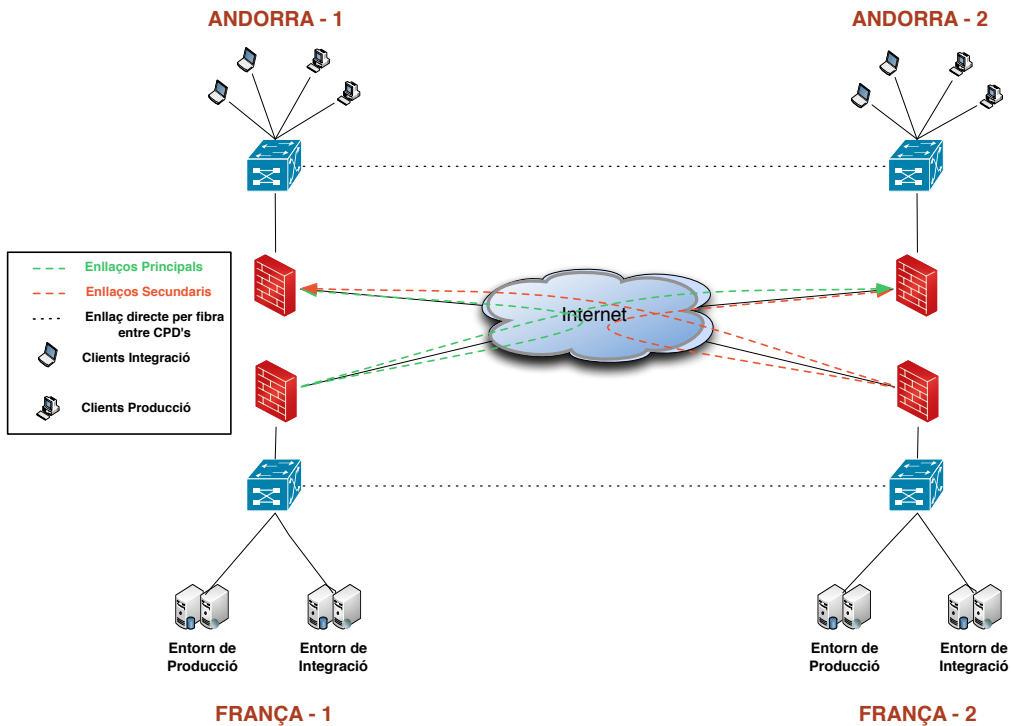 ANDORRA - 1
ANDORRA - 2
Enllaços Principals
Enllaços Secundaris
Enllaç directe per fibra
entre CPD's
Clients Integració
Clients Producció
Internet
Entorn de
Producció
Entorn de
Integració
Entorn de
Producció
Entorn de
Integració
FRANÇA - 1
FRANÇA - 2